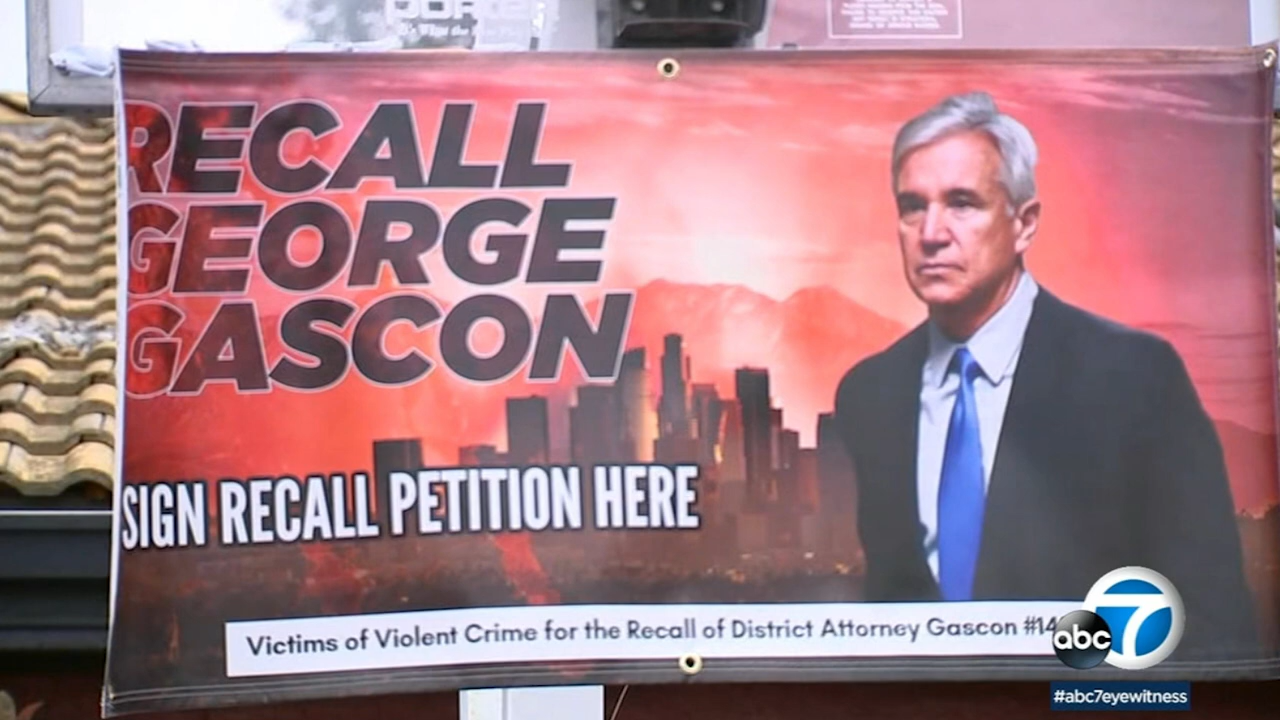 RECALL
GEORGE
GASCON
SIGN RECALL PETITION HERE
Victims of Violent Crime for the Recall of District Attorney Gascon #14
abc 7
#abc7eyewitness